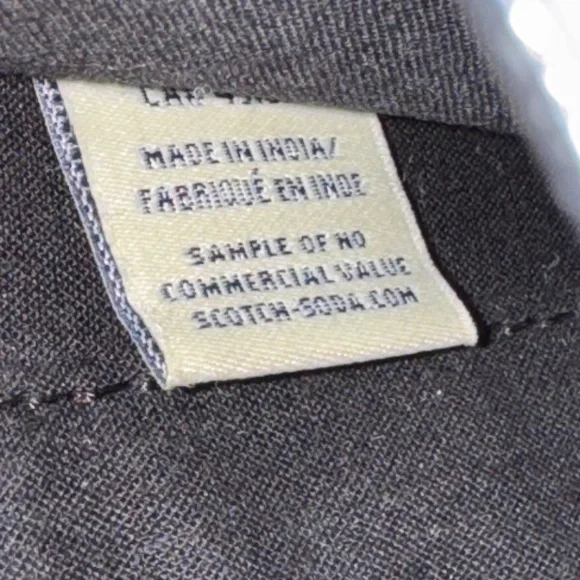 MADE IN INDIA/
FABRIQUÉ EN INDE
SAMPLE OF NO
COMMERCIAL VALUE
SCOTCH-SODA.COM